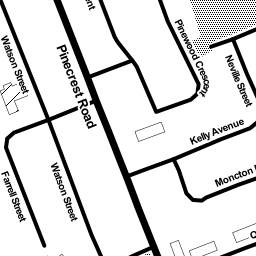 Watson Street
Pinecrest Road
Pinewood Crescent
Neville Street
Kelly Avenue
Farrell Street
Watson Street
Moncton